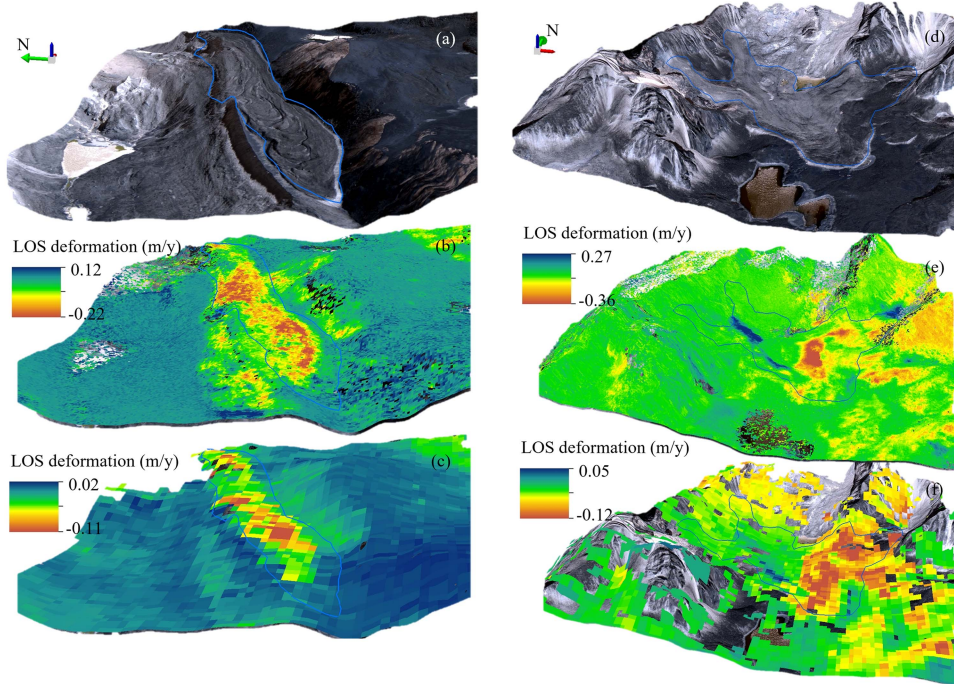 N
(a)
N
(d)
LOS deformation (m/y)
0.12
-0.22
(b)
LOS deformation (m/y)
0.27
-0.36
(e)
LOS deformation (m/y)
0.02
-0.11
(c)
LOS deformation (m/y)
0.05
-0.12
(f)